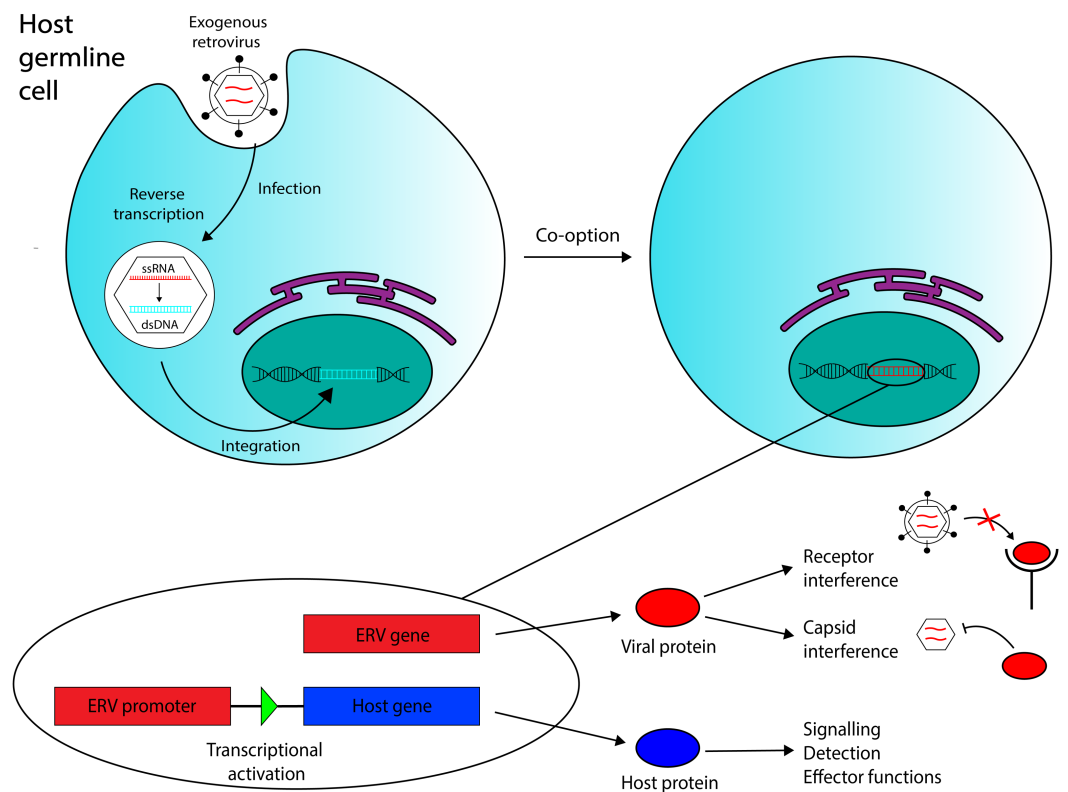 Host
germline
cell
Exogenous
retrovirus
Infection
Reverse
transcription
ssRNA
dsDNA
Integration
Co-option
ERV gene
ERV promoter
Host gene
Transcriptional
activation
Viral protein
Host protein
Receptor
interference
Capsid
interference
Signalling
Detection
Effector functions